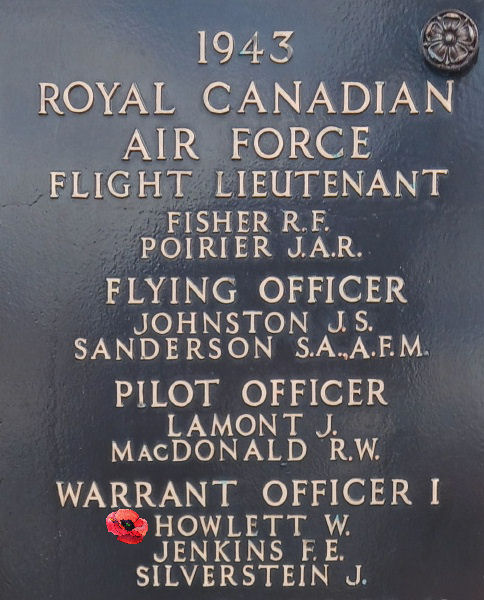 1943
ROYAL CANADIAN
AIR FORCE
FLIGHT LIEUTENANT
FISHER R.F.
POIRIER J.A.R.
FLYING OFFICER
JOHNSTON J.S.
SANDERSON S.A.,A.F.M.
PILOT OFFICER
LAMONT J.
MACDONALD R.W.
WARRANT OFFICER I
HOWLETT W.
JENKINS F.E.
SILVERSTEIN J.